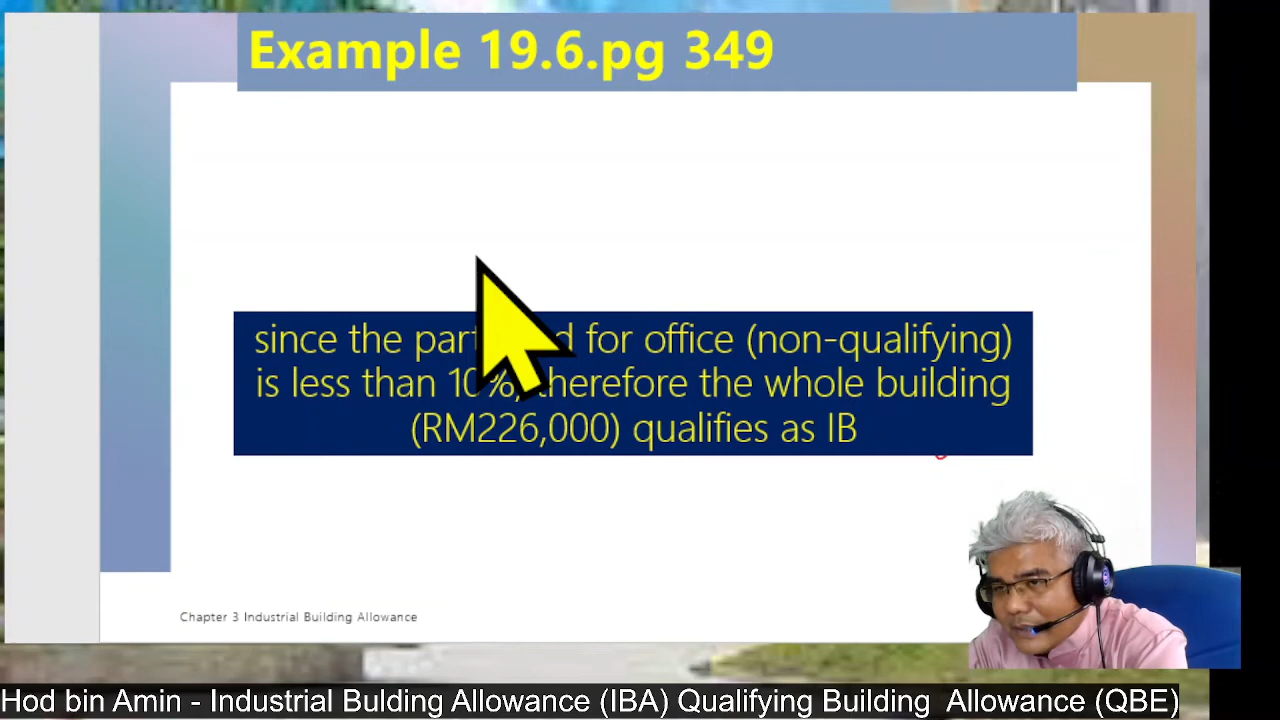 Example 19.6.pg 349
since the part d for office (non-qualifying)
is less than 10%, therefore the whole building
(RM226,000) qualifies as IB
Chapter 3 Industrial Building Allowance
Hod bin Amin - Industrial Bulding Allowance (IBA) Qualifying Building Allowance (QBE)